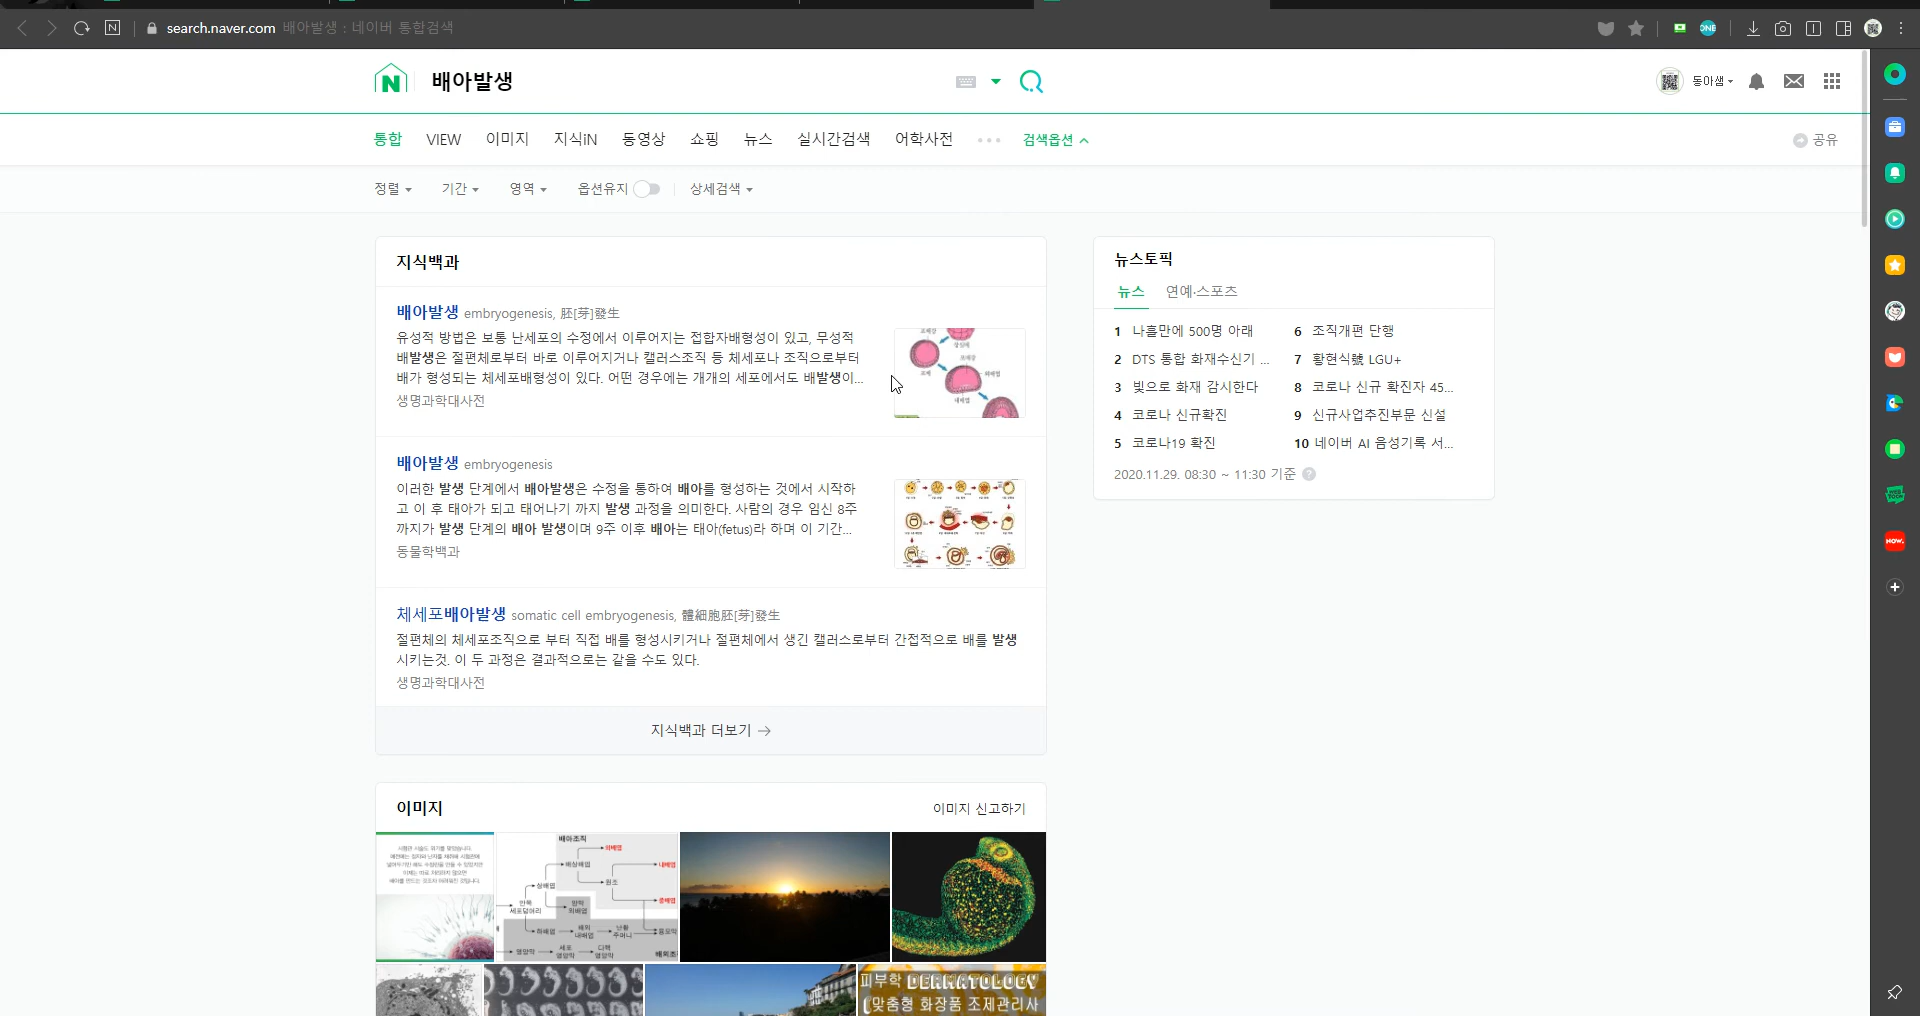 search.naver.com 배아발생 : 네이버 통합검색
ONE
배아발생
동아샘
통합 VIEW 이미지 지식iN 동영상 쇼핑 뉴스 실시간검색 어학사전 검색옵션
공유
정렬 기간 영역 옵션유지 상세검색
지식백과
배아발생 embryogenesis, 胚[芽]發生
유성적 방법은 보통 난세포의 수정에서 이루어지는 접합자배형성이 있고, 무성적
배발생은 절편체로부터 바로 이루어지거나 캘러스조직 등 체세포나 조직으로부터
배가 형성되는 체세포배형성이 있다. 어떤 경우에는 개개의 세포에서도 배발생이...
생명과학대사전
배아발생 embryogenesis
이러한 발생 단계에서 배아발생은 수정을 통하여 배아를 형성하는 것에서 시작하
고 이 후 태아가 되고 태어나기 까지 발생 과정을 의미한다. 사람의 경우 임신 8주
까지가 발생 단계의 배아 발생이며 9주 이후 배아는 태아(fetus)라 하며 이 기간...
동물학백과
체세포배아발생 somatic cell embryogenesis, 體細胞胚[芽]發生
절편체의 체세포조직으로 부터 직접 배를 형성시키거나 절편체에서 생긴 캘러스로부터 간접적으로 배를 발생
시키는것. 이 두 과정은 결과적으로는 같을 수도 있다.
생명과학대사전
지식백과 더보기
이미지
이미지 신고하기
배아조직
외배엽
배상배엽
내배엽
상배엽
원조
중배엽
피부학 DERMATOLOGY
(맞춤형 화장품 조제관리사
뉴스토픽
뉴스 연예·스포츠
1 나흘만에 500명 아래
2 DTS 통합 화재수신기 ...
3 빛으로 화재 감시한다
4 코로나 신규확진
5 코로나19 확진
6 조직개편 단행
7 황현식號 LGU+
8 코로나 신규 확진자 45...
9 신규사업추진부문 신설
10 네이버 AI 음성기록 서...
2020.11.29. 08:30 ~ 11:30 기준
NOW.